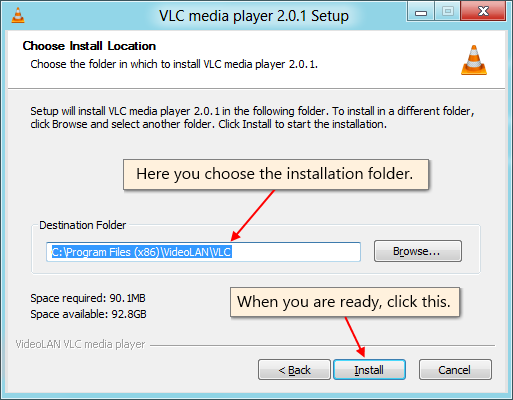 VLC media player 2.0.1 Setup
Choose Install Location
Choose the folder in which to install VLC media player 2.0.1.
Setup will install VLC media player 2.0.1 in the following folder. To install in a different folder,
click Browse and select another folder. Click Install to start the installation.
Here you choose the installation folder.
Destination Folder
C:\Program Files (x86)\VideoLAN\VLC
Browse...
Space required: 90.1MB
Space available: 92.8GB
When you are ready, click this.
VideoLAN VLC media player
< Back
Install
Cancel